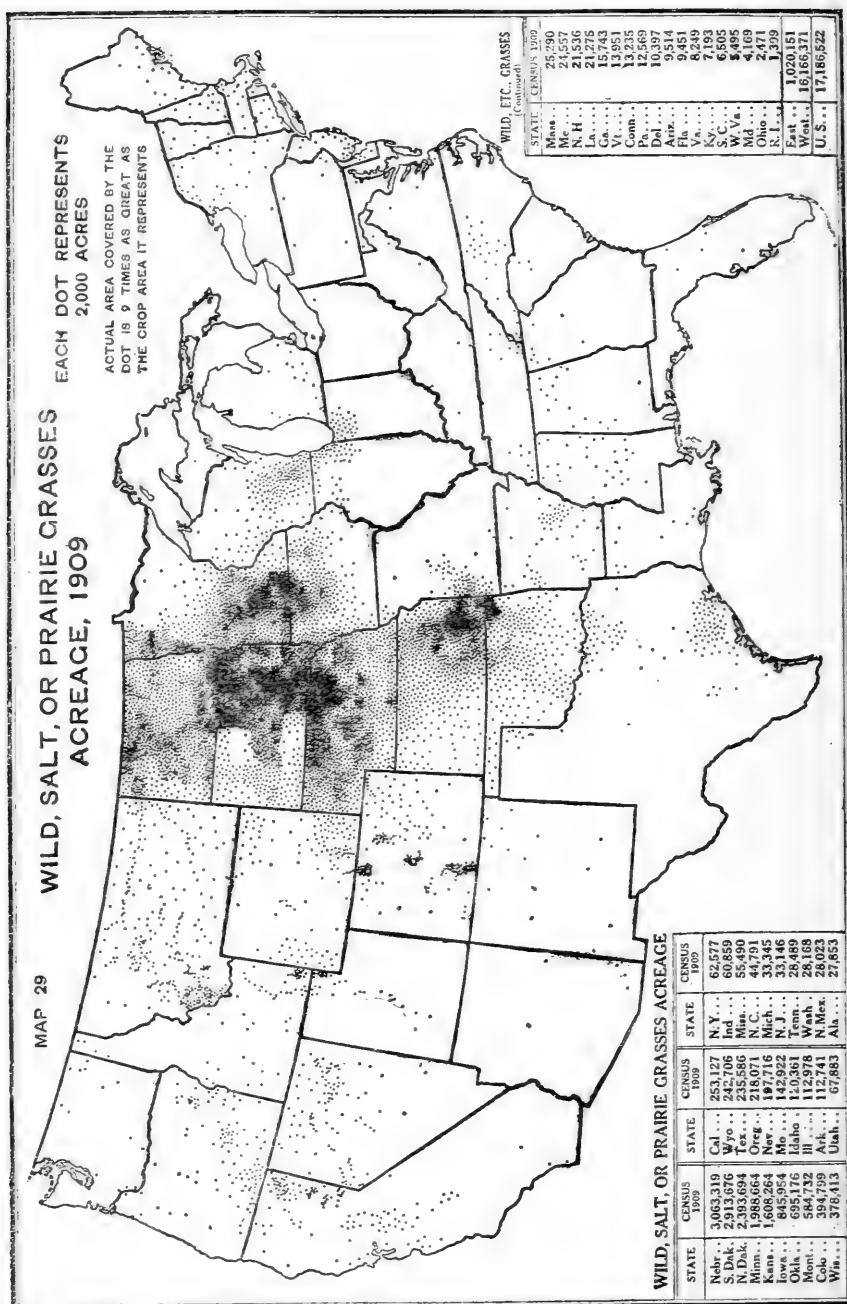 MAP 29
WILD, SALT, OR PRAIRIE GRASSES
ACREAGE, 1909
EACH DOT REPRESENTS
2,000 ACRES
ACTUAL AREA COVERED BY THE
DOT IS 9 TIMES AS GREAT AS
THE CROP AREA IT REPRESENTS
WILD, SALT, OR PRAIRIE GRASSES ACREAGE
STATE CENSUS 1909 STATE CENSUS 1909 STATE CENSUS 1909
Nebr... 3,063,319 Cal... 253,127 N.Y... 62,577
S. Dak. 2,913,676 Wyo... 242,706 Ind... 60,859
N. Dak. 2,393,694 Tex... 235,586 Miss... 55,490
Minn... 1,988,664 Oreg... 218,071 N. C... 44,791
Kans... 1,608,264 Nev... 187,716 Mich... 33,345
Iowa... 845,954 Mo... 142,922 N. J... 33,146
Okla... 695,176 Idaho... 120,361 Tenn... 28,489
Mont... 584,732 Ill... 112,978 Wash... 28,168
Colo... 394,799 Ark... 112,741 N. Mex. 28,023
Wis... 378,413 Utah... 67,883 Ala... 27,853
WILD, ETC., GRASSES
(Continued)
STATE CENSUS 1909
Mass... 25,290
Me... 24,557
N. H... 21,536
La... 21,275
Ga... 15,743
Vt... 13,951
Conn... 13,235
Pa... 12,569
Del... 10,397
Ariz... 9,514
Fla... 9,451
Va... 8,249
Ky... 7,193
S. C... 6,505
W. Va... 5,495
Md... 4,169
Ohio... 2,471
R. I... 1,399
East... 1,020,151
West... 16,166,371
U. S... 17,186,522